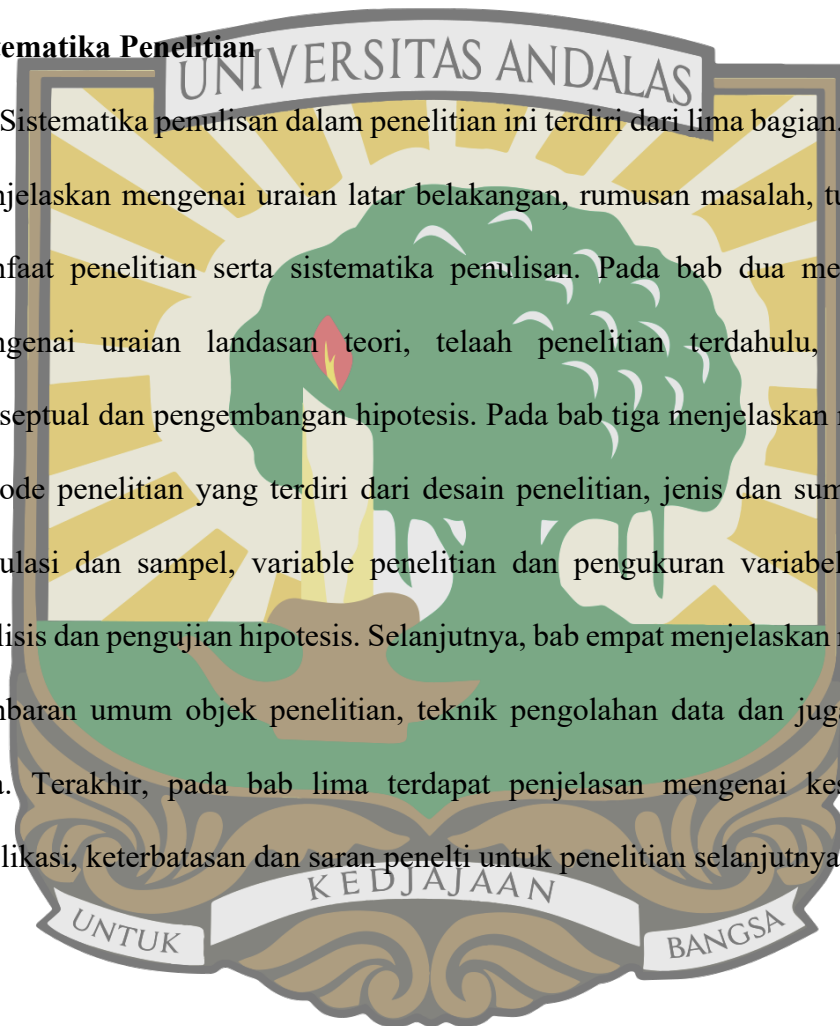 tematika Penelitian
UNIVERSITAS ANDALAS
Sistematika penulisan dalam penelitian ini terdiri dari lima bagian.
njelaskan mengenai uraian latar belakangan, rumusan masalah, tu
nfaat penelitian serta sistematika penulisan. Pada bab dua me
ngenai uraian landasan teori, telaah penelitian terdahulu,
septual dan pengembangan hipotesis. Pada bab tiga menjelaskan
ode penelitian yang terdiri dari desain penelitian, jenis dan sum
ulasi dan sampel, variable penelitian dan pengukuran variabel
lisis dan pengujian hipotesis. Selanjutnya, bab empat menjelaskan
nbaran umum objek penelitian, teknik pengolahan data dan juga
a. Terakhir, pada bab lima terdapat penjelasan mengenai kes
likasi, keterbatasan dan saran penelti untuk penelitian selanjutnya
UNTUK KEDJAJAAN BANGSA